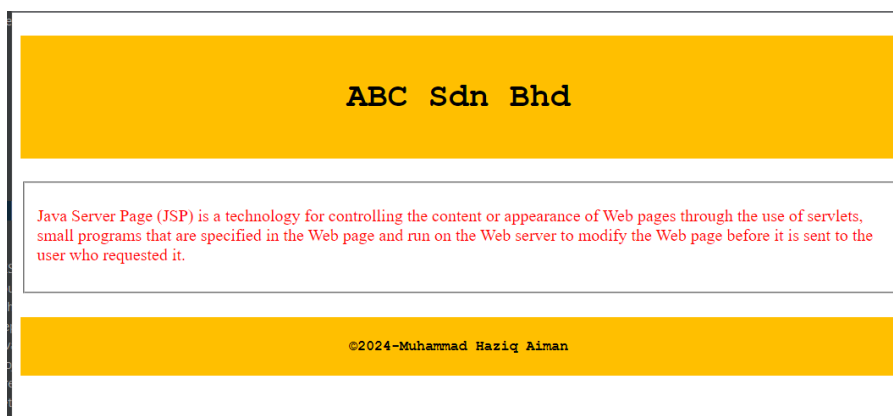 ABC Sdn Bhd
Java Server Page (JSP) is a technology for controlling the content or appearance of Web pages through the use of servlets,
small programs that are specified in the Web page and run on the Web server to modify the Web page before it is sent to the
user who requested it.
©2024-Muhammad Haziq Aiman